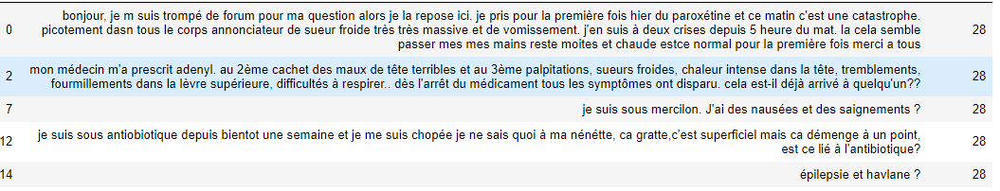 bonjour, je m suis trompé de forum pour ma question alors je la repose ici. je pris pour la première fois hier du paroxétine et ce matin c'est une catastrophe.
0 picotement dasn tous le corps annonciateur de sueur froide très très massive et de vomissement. j'en suis à deux crises depuis 5 heure du mat. la cela semble 28
passer mes mes mains reste moites et chaude estce normal pour la première fois merci a tous
mon médecin m'a prescrit adenyl. au 2ème cachet des maux de tête terribles et au 3ème palpitations, sueurs froides, chaleur intense dans la tête, tremblements,
2 28
fourmillements dans la lèvre supérieure, difficultés à respirer.. dès l'arrêt du médicament tous les symptômes ont disparu. cela est-il déjà arrivé à quelqu'un??
7 je suis sous mercilon. J'ai des nausées et des saignements ? 28
je suis sous antiobiotique depuis bientot une semaine et je me suis chopée je ne sais quoi à ma nénétte, ca gratte,c'est superficiel mais ca démenge à un point,
12 28
est ce lié à l'antibiotique?
14 épilepsie et havlane ? 28